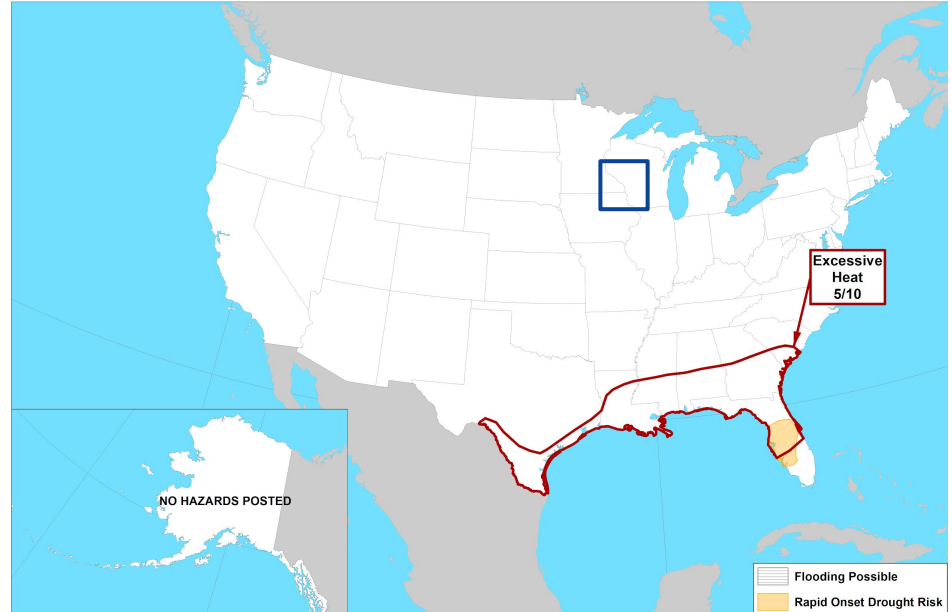 Excessive
Heat
5/10
NO HAZARDS POSTED
Flooding Possible
Rapid Onset Drought Risk